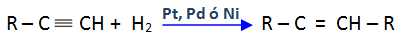 R – C ≡ CH + H₂ Pt, Pd ó Ni R – C = CH – R